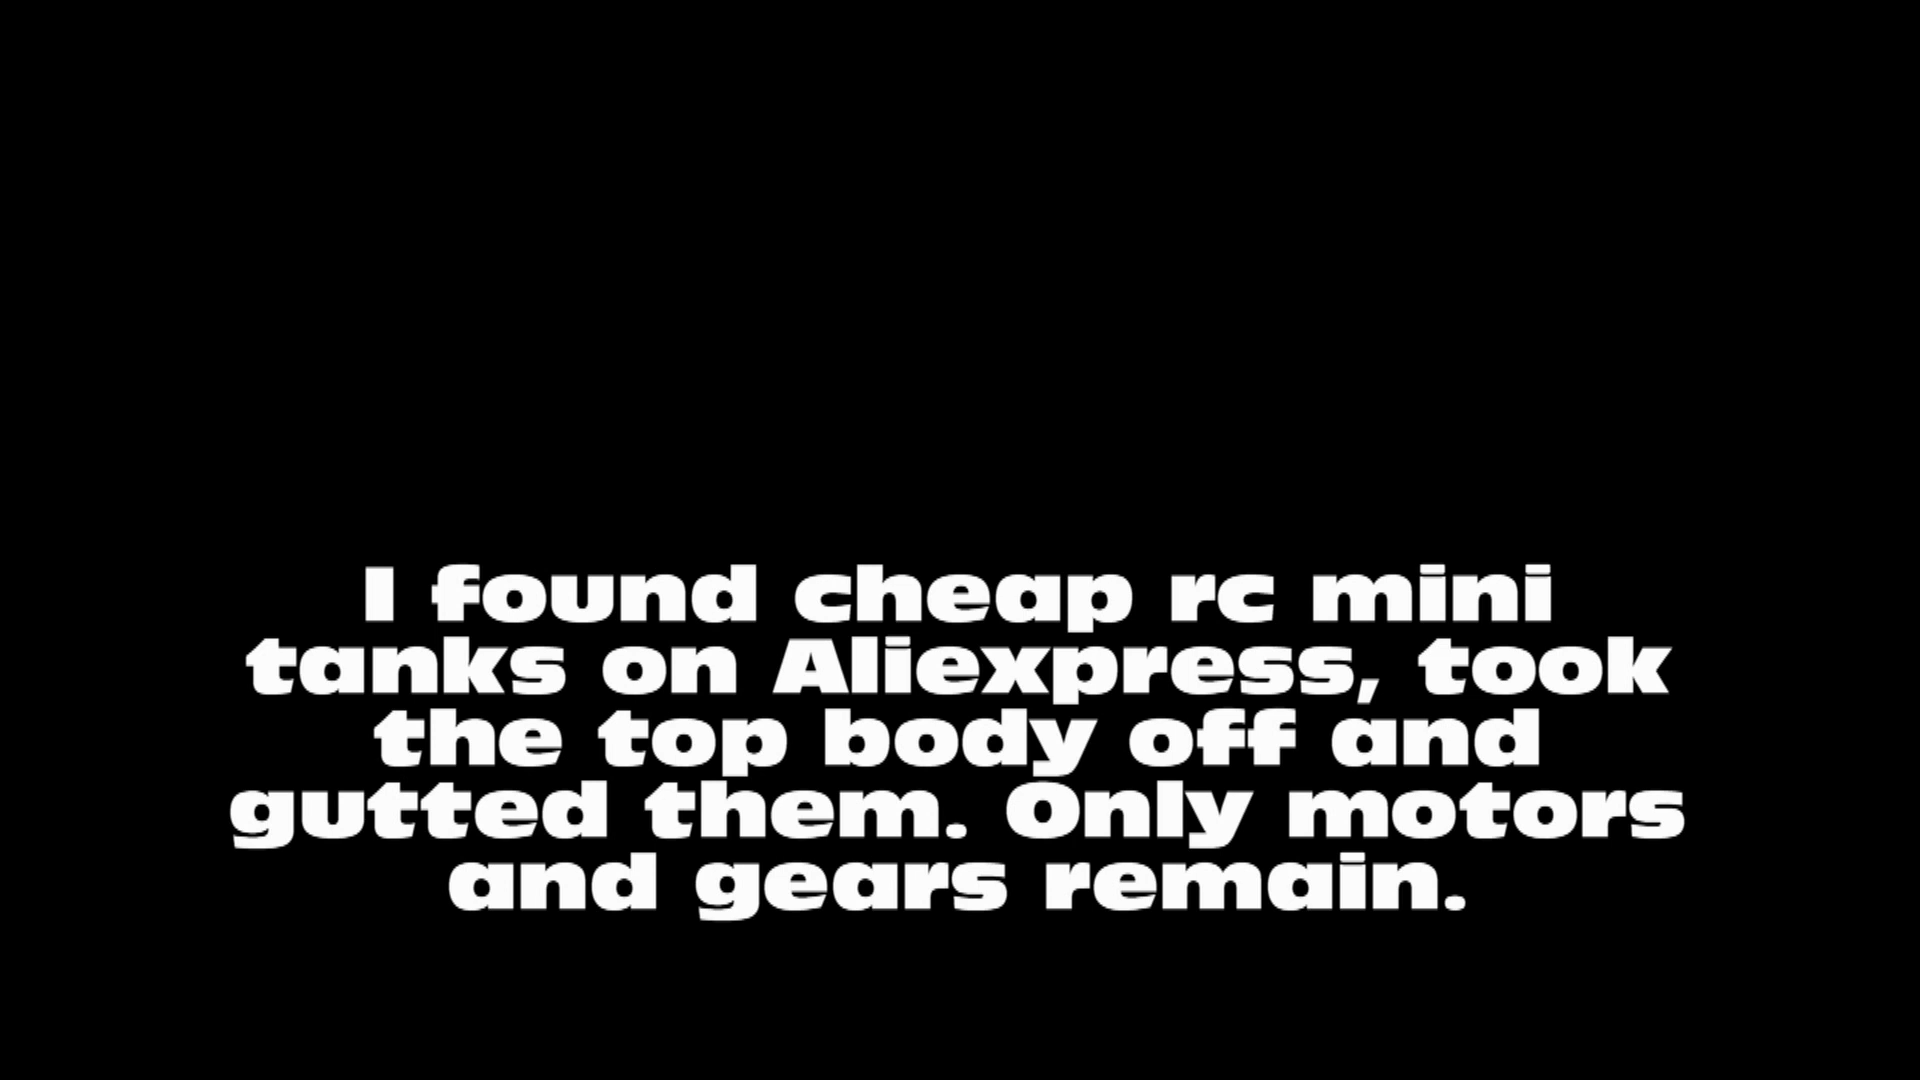 I found cheap rc mini
tanks on Aliexpress, took
the top body off and
gutted them. Only motors
and gears remain.